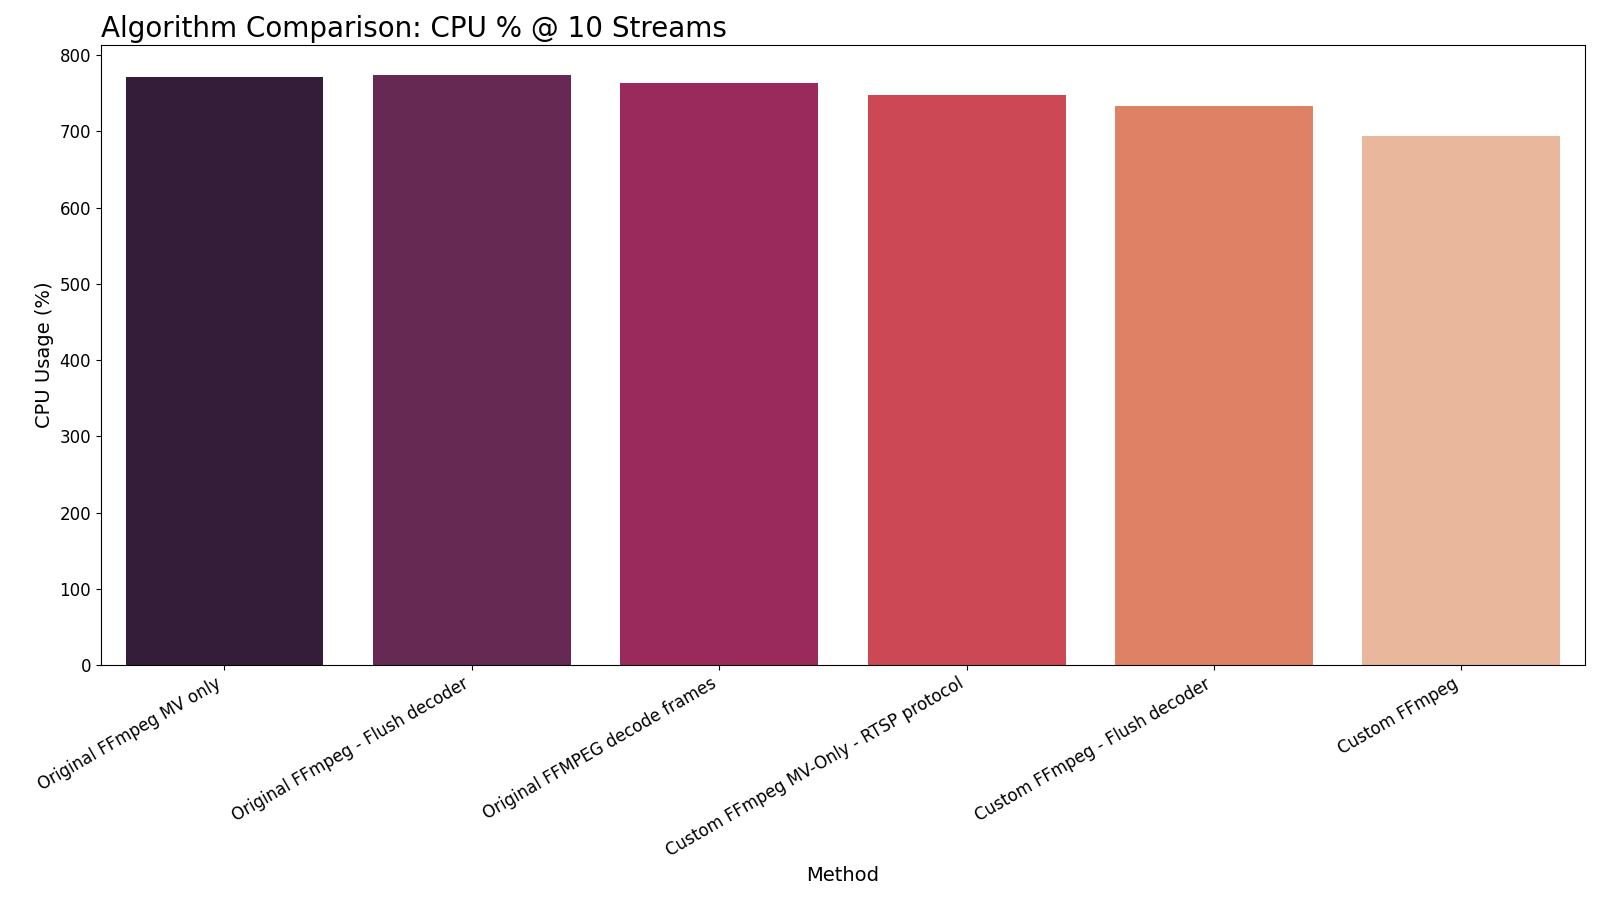 Algorithm Comparison: CPU % @ 10 Streams
CPU Usage (%)
800
700
600
500
400
300
200
100
0
Original FFmpeg MV only
Original FFmpeg - Flush decoder
Original FFMPEG decode frames
Custom FFmpeg MV-Only - RTSP protocol
Custom FFmpeg - Flush decoder
Custom FFmpeg
Method